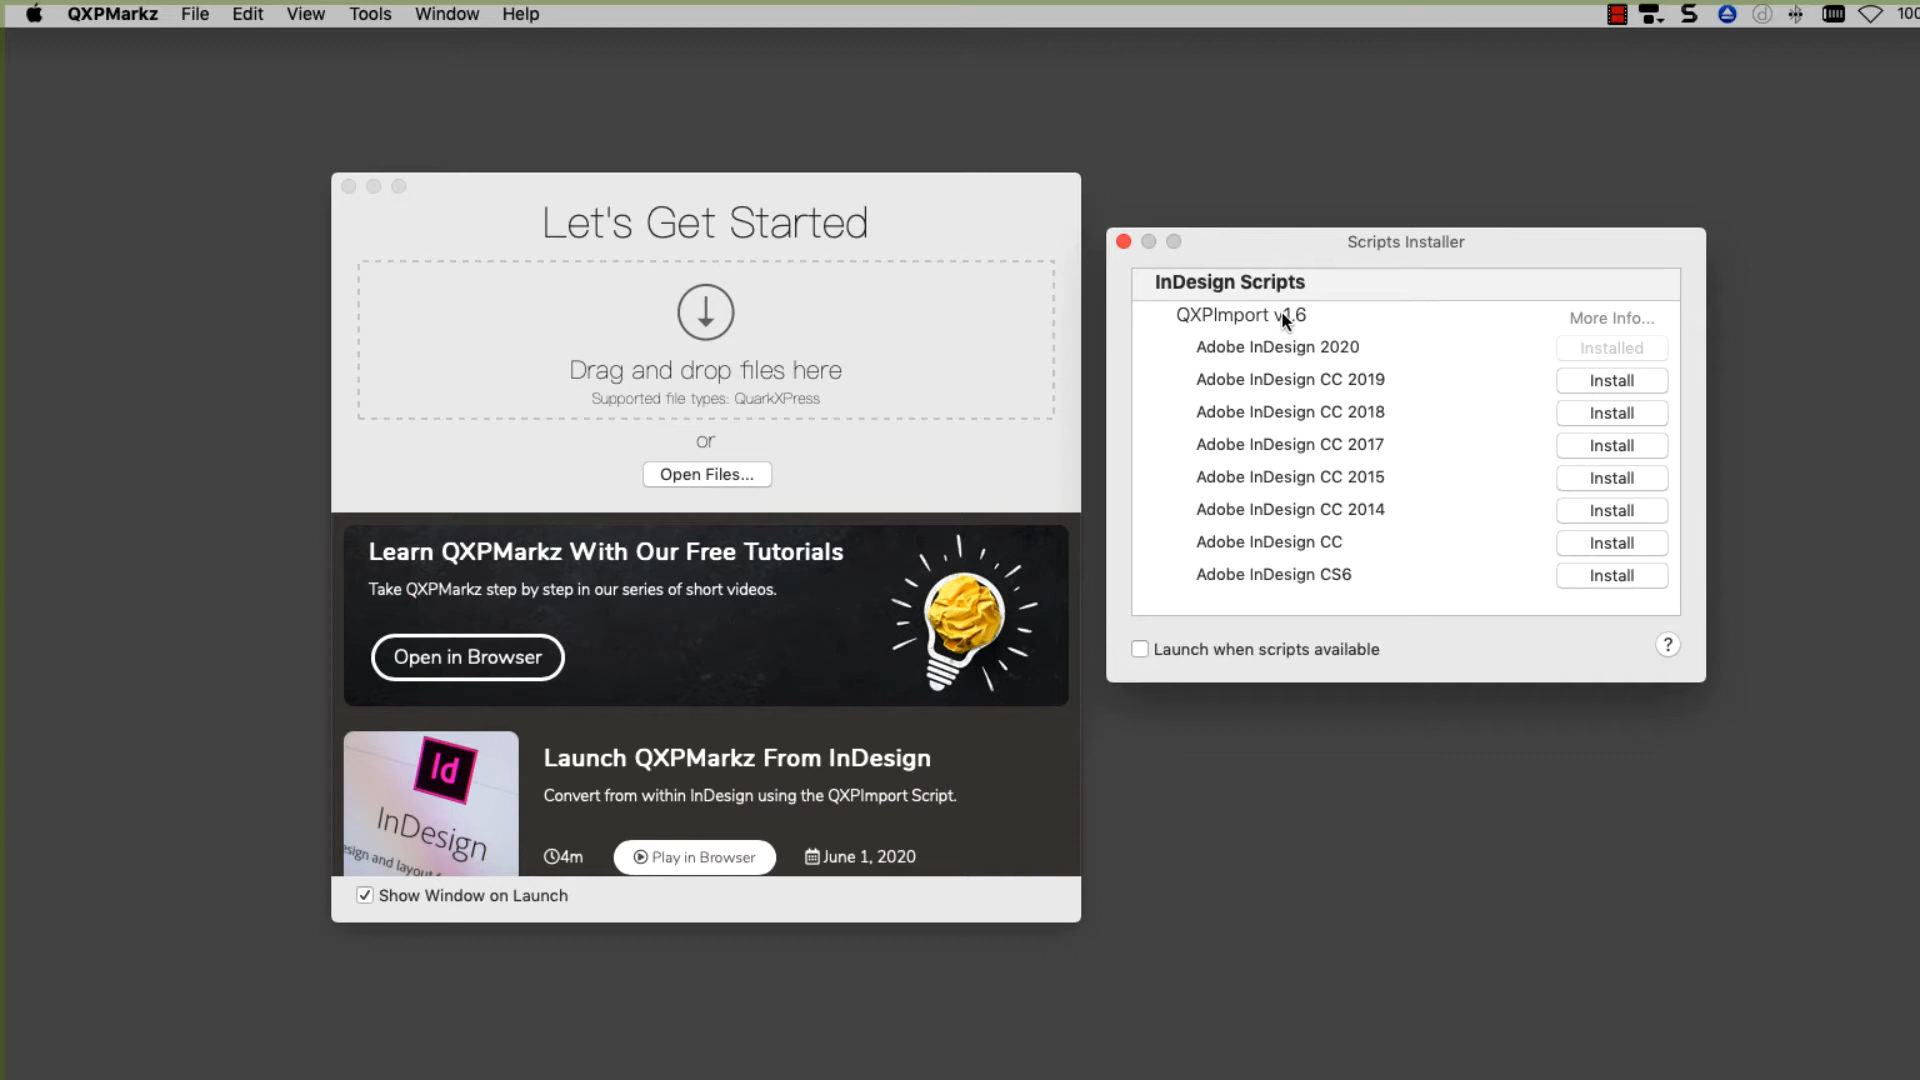 QXPMarkz File Edit View Tools Window Help
Let's Get Started
Drag and drop files here
Supported file types: QuarkXPress
or
Open Files...
Learn QXPMarkz With Our Free Tutorials
Take QXPMarkz step by step in our series of short videos.
Open in Browser
Id
InDesign
Launch QXPMarkz From InDesign
Convert from within InDesign using the QXPImport Script.
4m
Play in Browser
June 1, 2020
Show Window on Launch
Scripts Installer
InDesign Scripts
QXPImport v1.6 More Info...
Adobe InDesign 2020 Installed
Adobe InDesign CC 2019 Install
Adobe InDesign CC 2018 Install
Adobe InDesign CC 2017 Install
Adobe InDesign CC 2015 Install
Adobe InDesign CC 2014 Install
Adobe InDesign CC Install
Adobe InDesign CS6 Install
Launch when scripts available ?